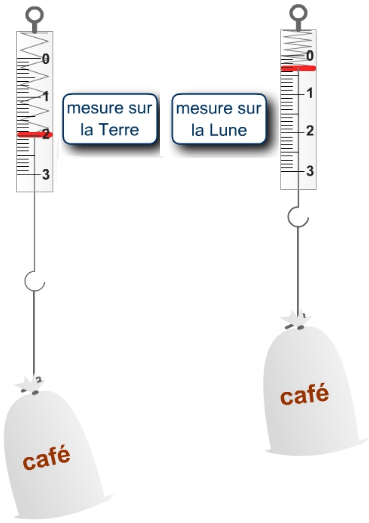 0
1
2
3
mesure sur
la Terre
mesure sur
la Lune
0
1
2
3
café
café